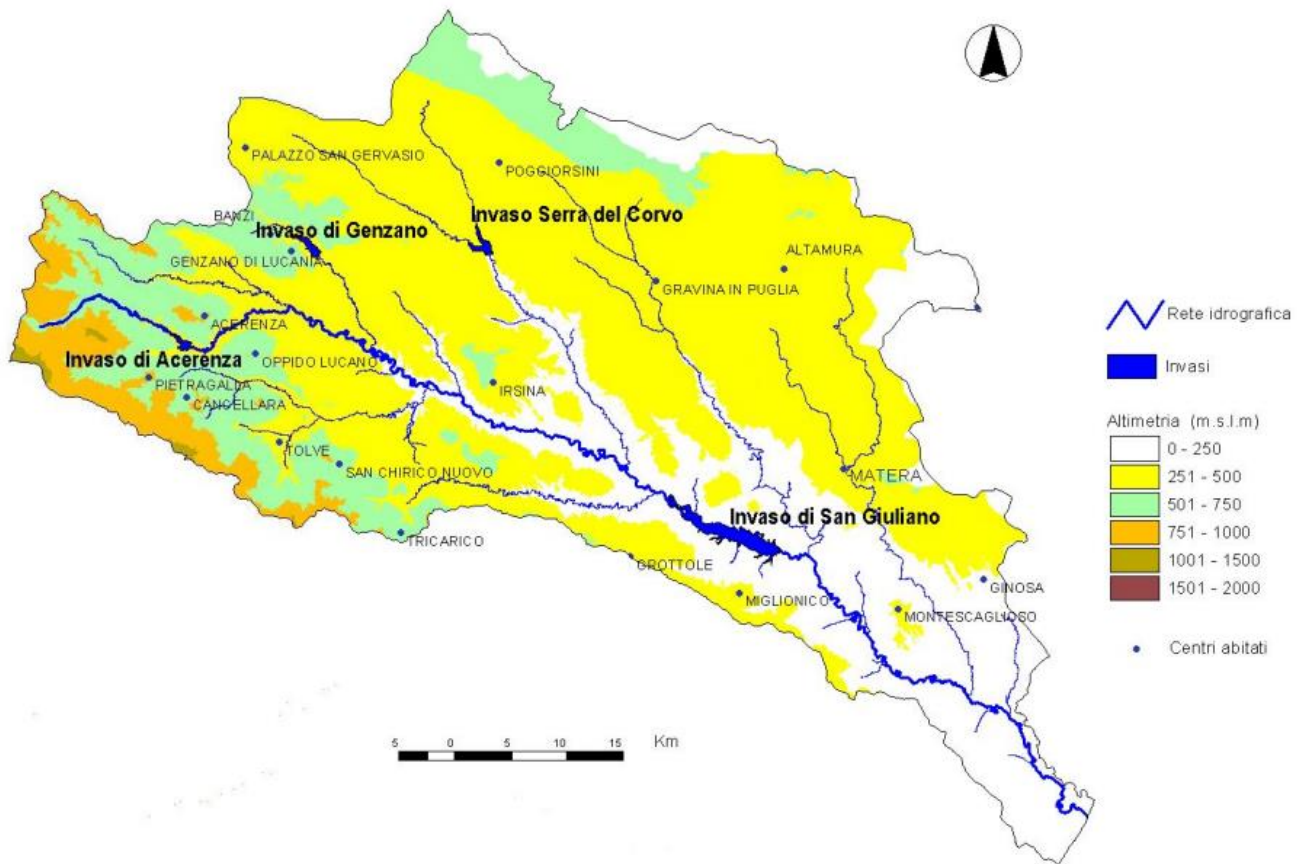 PALAZZO SAN GERVASIO
POGGIORSINI
BANZI
Invaso di Genzano
Invaso Serra del Corvo
GENZANO DI LUCANIA
ALTAMURA
GRAVINA IN PUGLIA
ACERENZA
Invaso di Acerenza
OPPIDO LUCANO
PIETRAGALLA
CANCELLARA
IRSINA
TOLVE
SAN CHIRICO NUOVO
MATERA
Invaso di San Giuliano
TRICARICO
GROTTOLE
MIGLIONICO
GINOSA
MONTESCAGLIOSO
5 0 5 10 15 Km
Rete idrografica
Invasi
Altimetria (m.s.l.m)
0 - 250
251 - 500
501 - 750
751 - 1000
1001 - 1500
1501 - 2000
Centri abitati